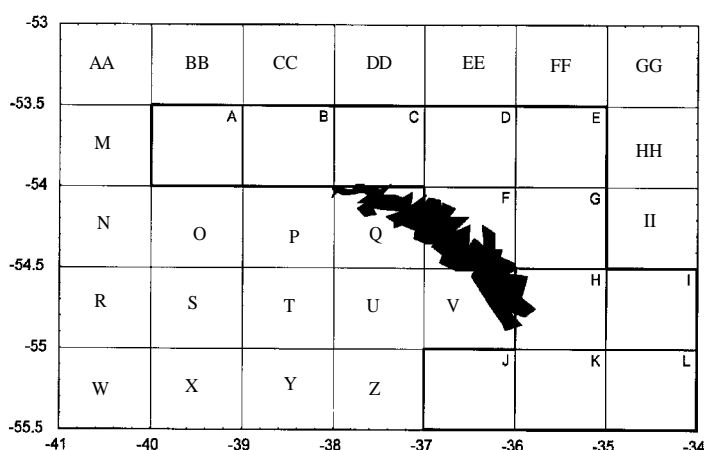 -53
AA BB CC DD EE FF GG
-53.5
A B C D E
M HH
-54
F G
N O P Q II
-54.5
H I
R S T U V
-55
J K L
W X Y Z
-55.5
-41 -40 -39 -38 -37 -36 -35 -34